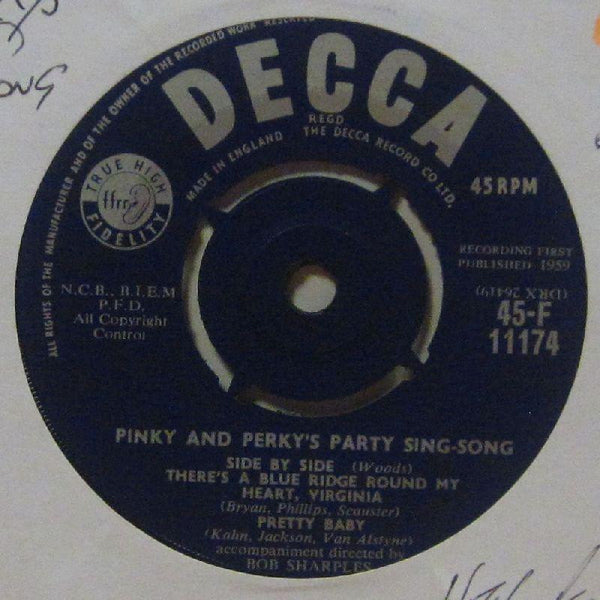 ALL RIGHTS OF THE MANUFACTURER AND OF THE OWNER OF THE RECORDED WORK RESERVED
DECCA
REGD
MADE IN ENGLAND
THE DECCA RECORD CO LTD.
TRUE HIGH
ffrr
FIDELITY
45 RPM
RECORDING FIRST
PUBLISHED 1959
N.C.B., B.I.E.M
P.F.D.
All Copyright
Control
(DRX 26419)
45-F
11174
PINKY AND PERKY'S PARTY SING-SONG
SIDE BY SIDE (Woods)
THERE'S A BLUE RIDGE ROUND MY
HEART, VIRGINIA
(Bryan, Phillips, Scauster)
PRETTY BABY
(Kahn, Jackson, Van Alstyne)
accompaniment directed by
BOB SHARPLES